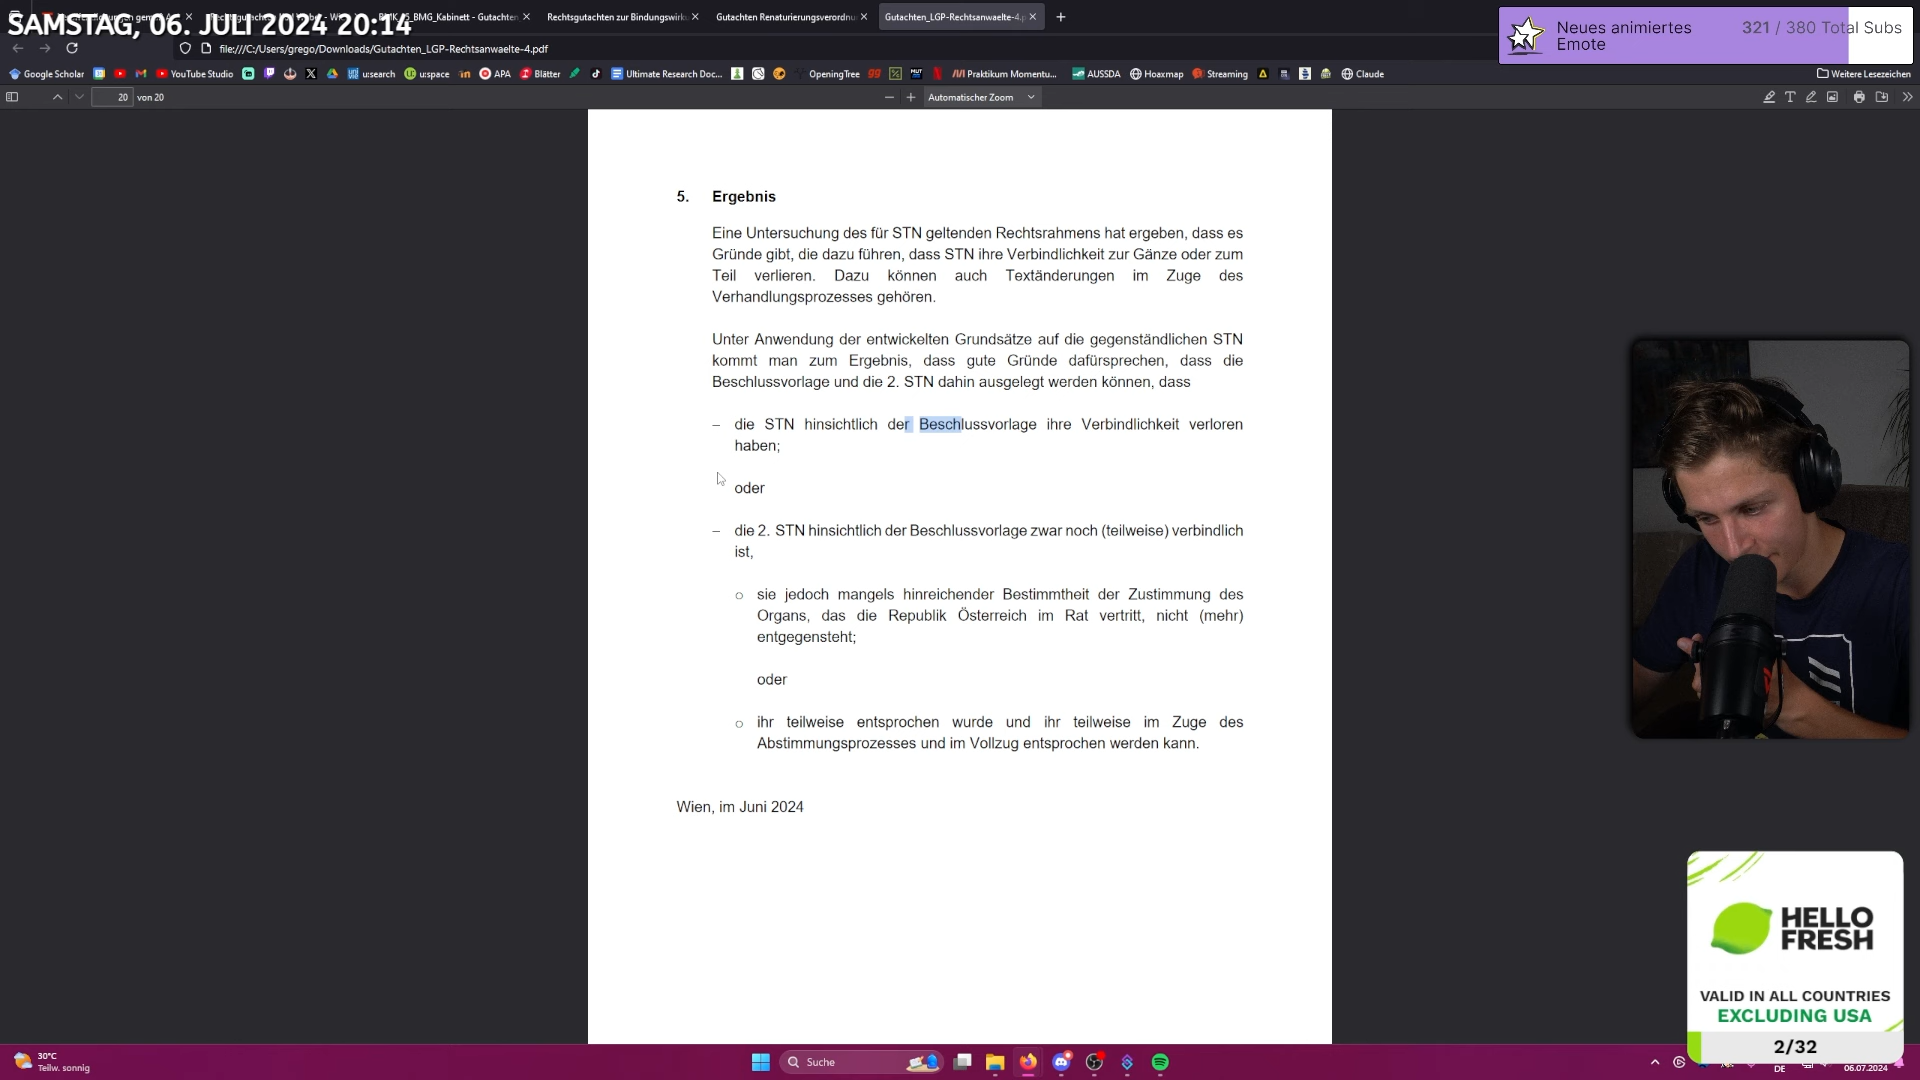 SAMSTAG, 06. JULI 2024 20:14
BMK_5_BMG_Kabinett - Gutachten
Rechtsgutachten zur Bindungswirku
Gutachten Renaturierungsverordnu
Gutachten_LGP-Rechtsanwaelte-4.p
file:///C:/Users/grego/Downloads/Gutachten_LGP-Rechtsanwaelte-4.pdf
Neues animiertes
Emote
321 / 380 Total Subs
Google Scholar
YouTube Studio
u:search
u:space
APA
Blätter
Ultimate Research Doc...
OpeningTree
Praktikum Momentu...
AUSSDA
Hoaxmap
Streaming
Claude
Weitere Lesezeichen
20 von 20
Automatischer Zoom
5. Ergebnis
Eine Untersuchung des für STN geltenden Rechtsrahmens hat ergeben, dass es
Gründe gibt, die dazu führen, dass STN ihre Verbindlichkeit zur Gänze oder zum
Teil verlieren. Dazu können auch Textänderungen im Zuge des
Verhandlungsprozesses gehören.
Unter Anwendung der entwickelten Grundsätze auf die gegenständlichen STN
kommt man zum Ergebnis, dass gute Gründe dafürsprechen, dass die
Beschlussvorlage und die 2. STN dahin ausgelegt werden können, dass
– die STN hinsichtlich der Beschlussvorlage ihre Verbindlichkeit verloren
haben;
oder
– die 2. STN hinsichtlich der Beschlussvorlage zwar noch (teilweise) verbindlich
ist,
o sie jedoch mangels hinreichender Bestimmtheit der Zustimmung des
Organs, das die Republik Österreich im Rat vertritt, nicht (mehr)
entgegensteht;
oder
o ihr teilweise entsprochen wurde und ihr teilweise im Zuge des
Abstimmungsprozesses und im Vollzug entsprochen werden kann.
Wien, im Juni 2024
HELLO
FRESH
VALID IN ALL COUNTRIES
EXCLUDING USA
2/32
30°C
Teilw. sonnig
Suche
DE
06.07.2024